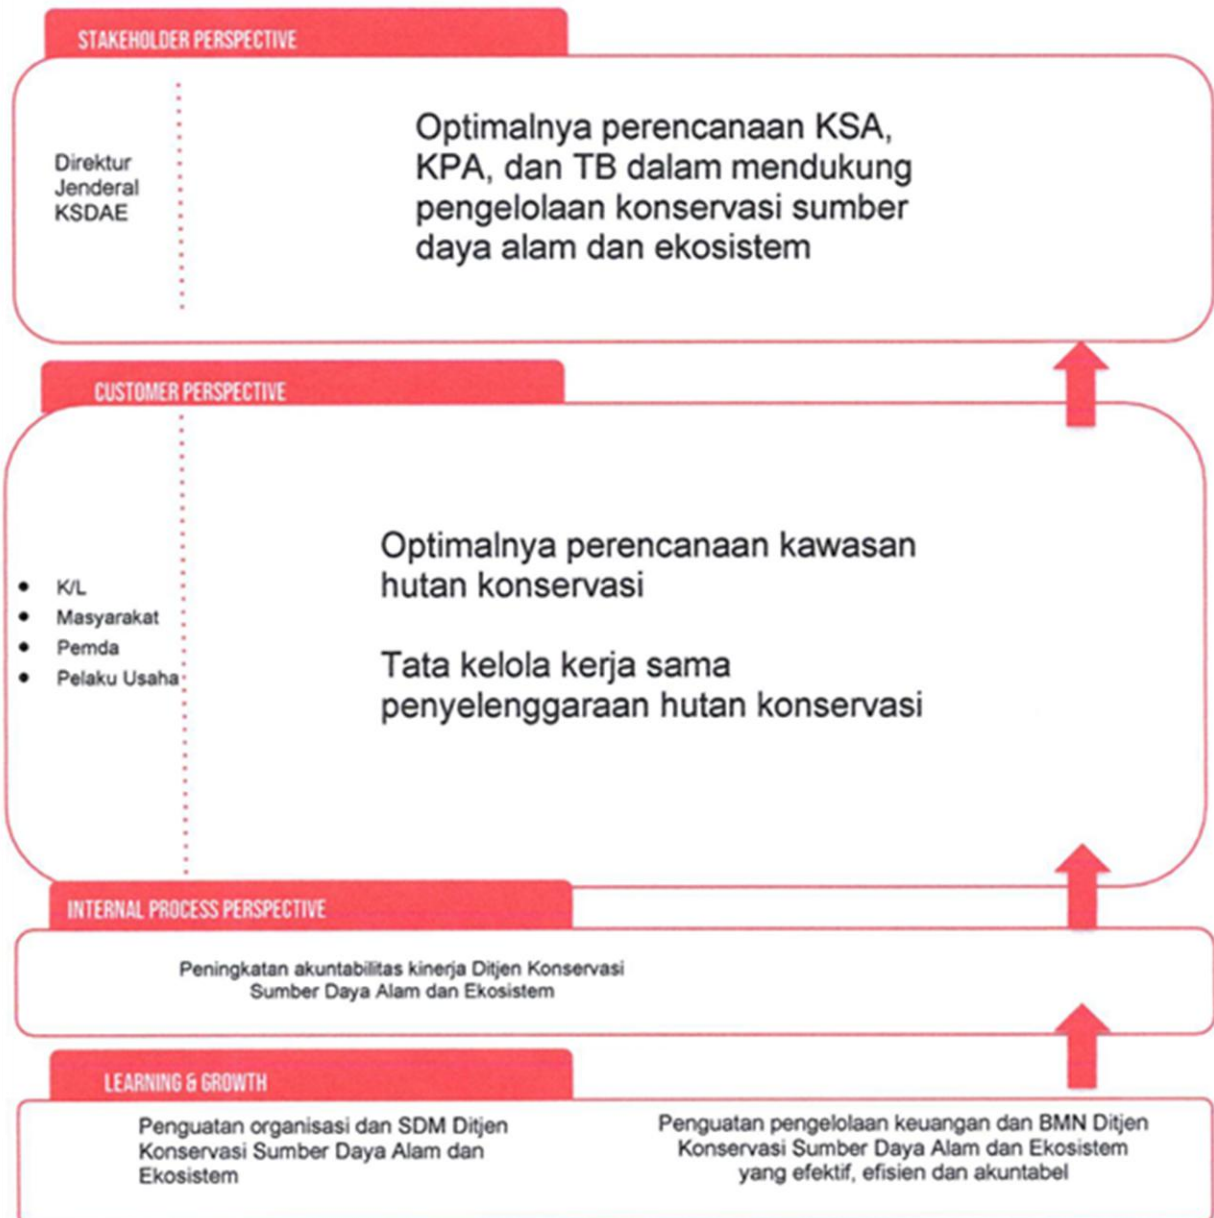 STAKEHOLDER PERSPECTIVE
Direktur
Jenderal
KSDAE
Optimalnya perencanaan KSA,
KPA, dan TB dalam mendukung
pengelolaan konservasi sumber
daya alam dan ekosistem
CUSTOMER PERSPECTIVE
• K/L
• Masyarakat
• Pemda
• Pelaku Usaha
Optimalnya perencanaan kawasan
hutan konservasi
Tata kelola kerja sama
penyelenggaraan hutan konservasi
INTERNAL PROCESS PERSPECTIVE
Peningkatan akuntabilitas kinerja Ditjen Konservasi
Sumber Daya Alam dan Ekosistem
LEARNING & GROWTH
Penguatan organisasi dan SDM Ditjen
Konservasi Sumber Daya Alam dan
Ekosistem
Penguatan pengelolaan keuangan dan BMN Ditjen
Konservasi Sumber Daya Alam dan Ekosistem
yang efektif, efisien dan akuntabel